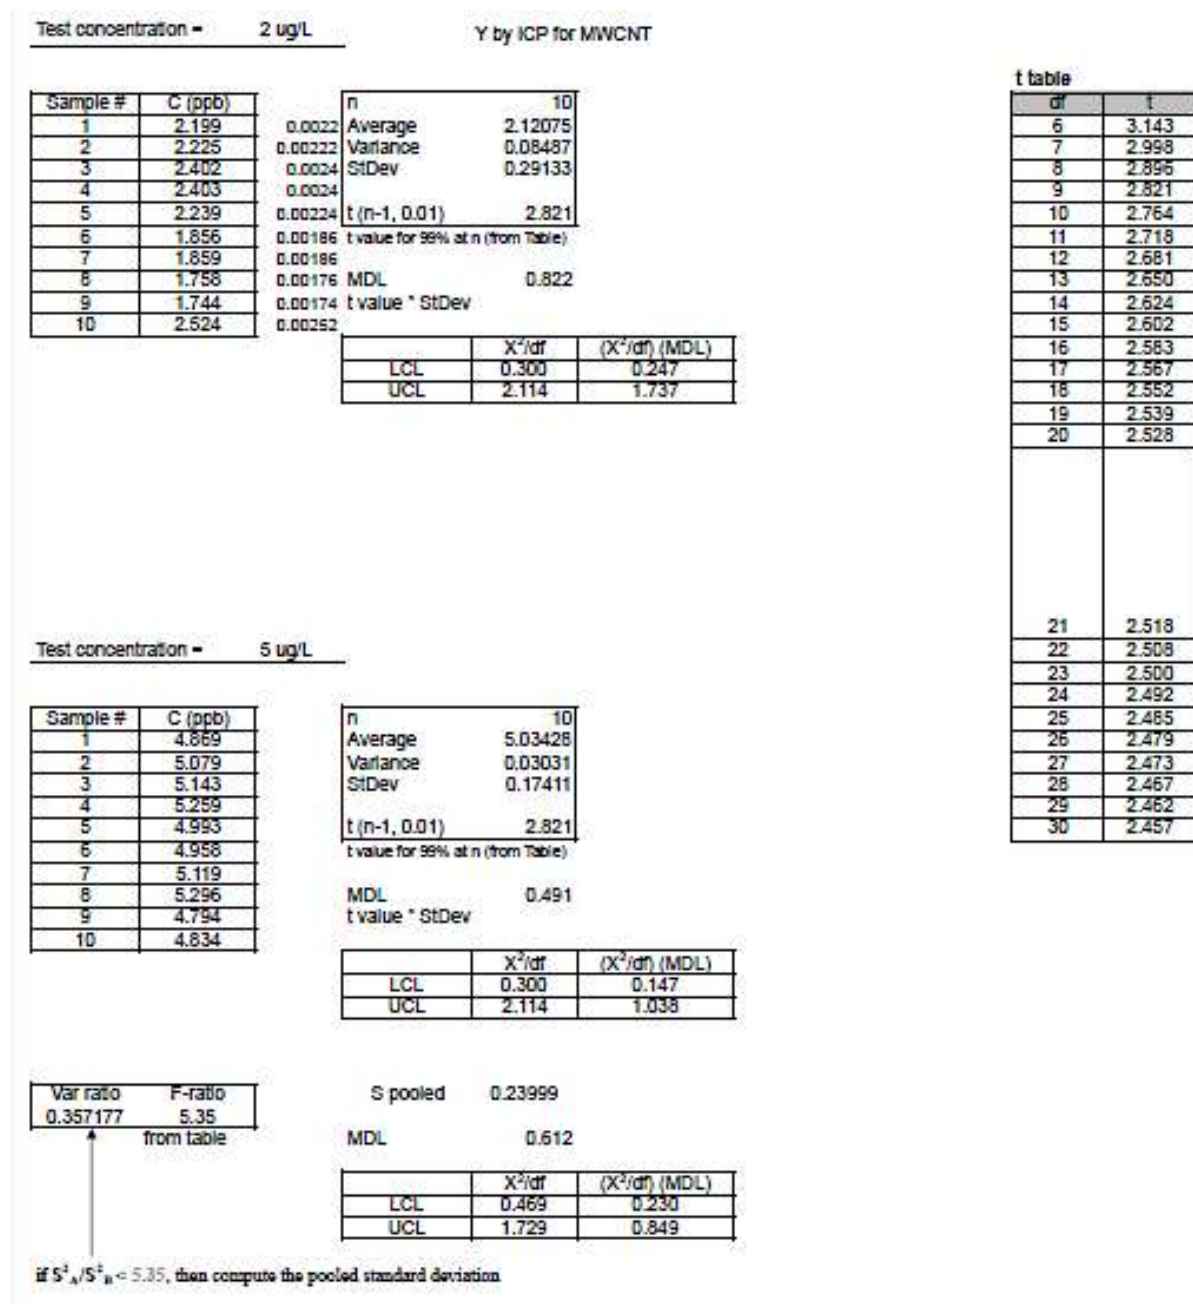 Test concentration = 2 ug/L
Y by ICP for MWCNT
t table
Sample # C (ppb)
1 2.199 0.0022
2 2.225 0.00222
3 2.402 0.0024
4 2.403 0.0024
5 2.239 0.00224
6 1.856 0.00186
7 1.859 0.00186
8 1.758 0.00176
9 1.744 0.00174
10 2.524 0.00252
n 10
Average 2.12075
Variance 0.08487
StDev 0.29133
t (n-1, 0.01) 2.821
t value for 99% at n (from Table)
MDL 0.822
t value * StDev
X²/df (X²/df) (MDL)
LCL 0.300 0.247
UCL 2.114 1.737
df t
6 3.143
7 2.998
8 2.896
9 2.821
10 2.764
11 2.718
12 2.681
13 2.650
14 2.624
15 2.602
16 2.583
17 2.567
18 2.552
19 2.539
20 2.528
21 2.518
22 2.508
23 2.500
24 2.492
25 2.485
26 2.479
27 2.473
28 2.467
29 2.462
30 2.457
Test concentration = 5 ug/L
Sample # C (ppb)
1 4.869
2 5.079
3 5.143
4 5.259
5 4.993
6 4.958
7 5.119
8 5.296
9 4.794
10 4.834
n 10
Average 5.03428
Variance 0.03031
StDev 0.17411
t (n-1, 0.01) 2.821
t value for 99% at n (from Table)
MDL 0.491
t value * StDev
X²/df (X²/df) (MDL)
LCL 0.300 0.147
UCL 2.114 1.038
Var ratio F-ratio
0.357177 5.35
from table
S pooled 0.23999
MDL 0.612
X²/df (X²/df) (MDL)
LCL 0.469 0.230
UCL 1.729 0.849
if S²A/S²B < 5.35, then compute the pooled standard deviation